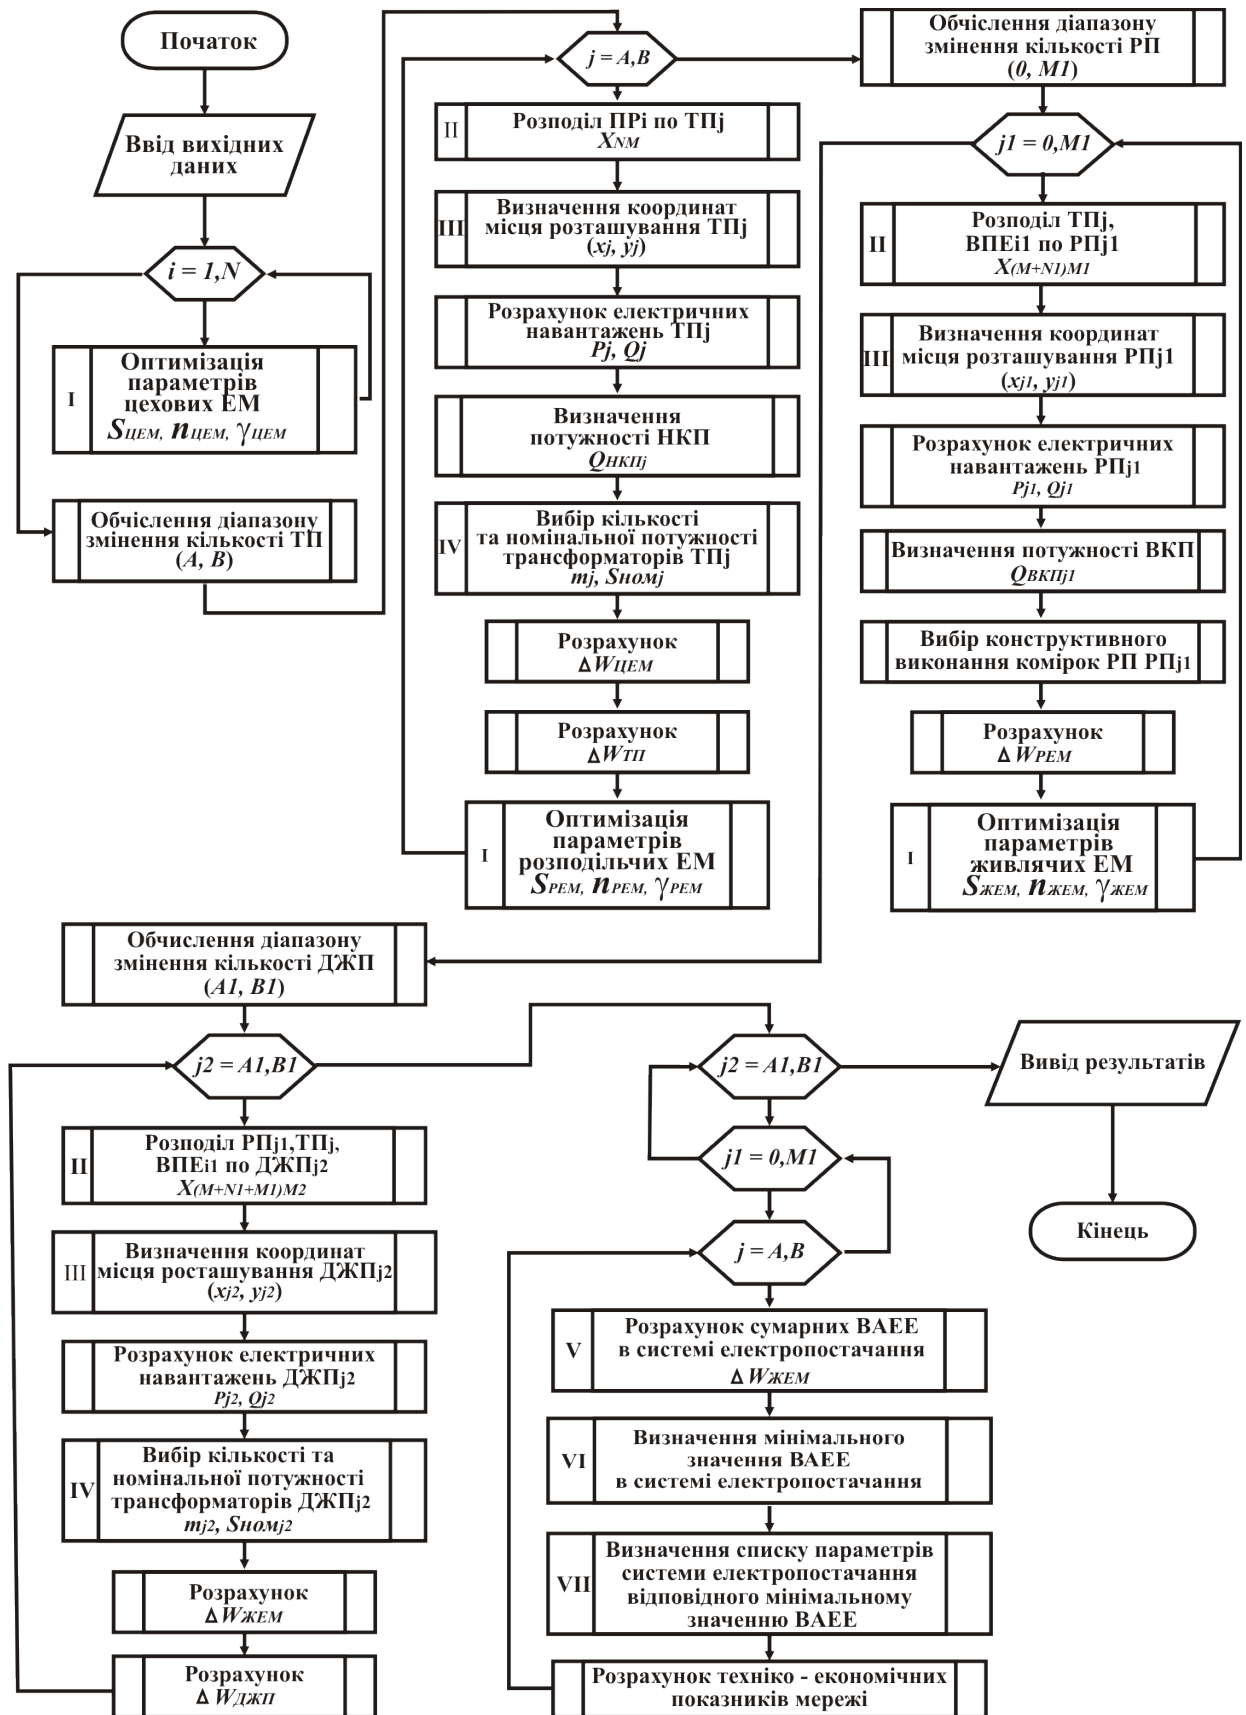 Початок
Ввід вихідних
даних
i = 1,N
I
Оптимізація
параметрів
цехових ЕМ
SЦЕМ, nЦЕМ, γЦЕМ
Обчіслення діапазону
змінення кількості ТП
(A, B)
j = A,B
II
Розподіл ПРі по ТПj
XNM
III
Визначення координат
місця розташування ТПj
(xj, yj)
Розрахунок електричних
навантажень ТПj
Pj, Qj
Визначення
потужності НКП
QНКПj
IV
Вибір кількості
та номінальної потужності
трансформаторів ТПj
mj, Sномj
Розрахунок
ΔWЦЕМ
Розрахунок
ΔWТП
I
Оптимізація
параметрів
розподільчих ЕМ
SРЕМ, nРЕМ, γРЕМ
Обчіслення діапазону
змінення кількості РП
(0, M1)
j1 = 0,M1
II
Розподіл ТПj,
ВПЕi1 по РПj1
X(M+N1)M1
III
Визначення координат
місця розташування РПj1
(xj1, yj1)
Розрахунок електричних
навантажень РПj1
Pj1, Qj1
Визначення потужності ВКП
QВКПj1
Вибір конструктивного
виконання комірок РП РПj1
Розрахунок
ΔWРЕМ
I
Оптимізація
параметрів
живлячих ЕМ
SЖЕМ, nЖЕМ, γЖЕМ
Обчислення діапазону
змінення кількості ДЖП
(A1, B1)
j2 = A1,B1
II
Розподіл РПj1,ТПj,
ВПЕi1 по ДЖПj2
X(M+N1+M1)M2
III
Визначення координат
місця росташування ДЖПj2
(xj2, yj2)
Розрахунок електричних
навантажень ДЖПj2
Pj2, Qj2
IV
Вибір кількості та
номінальної потужності
трансформаторів ДЖПj2
mj2, Sномj2
Розрахунок
ΔWЖЕМ
Розрахунок
ΔWДЖП
j2 = A1,B1
j1 = 0,M1
j = A,B
V
Розрахунок сумарних ВАЕЕ
в системі електропостачання
ΔWЖЕМ
VI
Визначення мінімального
значення ВАЕЕ
в системі електропостачання
VII
Визначення списку параметрів
системи електропостачання
відповідного мінімальному
значенню ВАЕЕ
Розрахунок техніко - економічних
показників мережі
Вивід результатів
Кінець